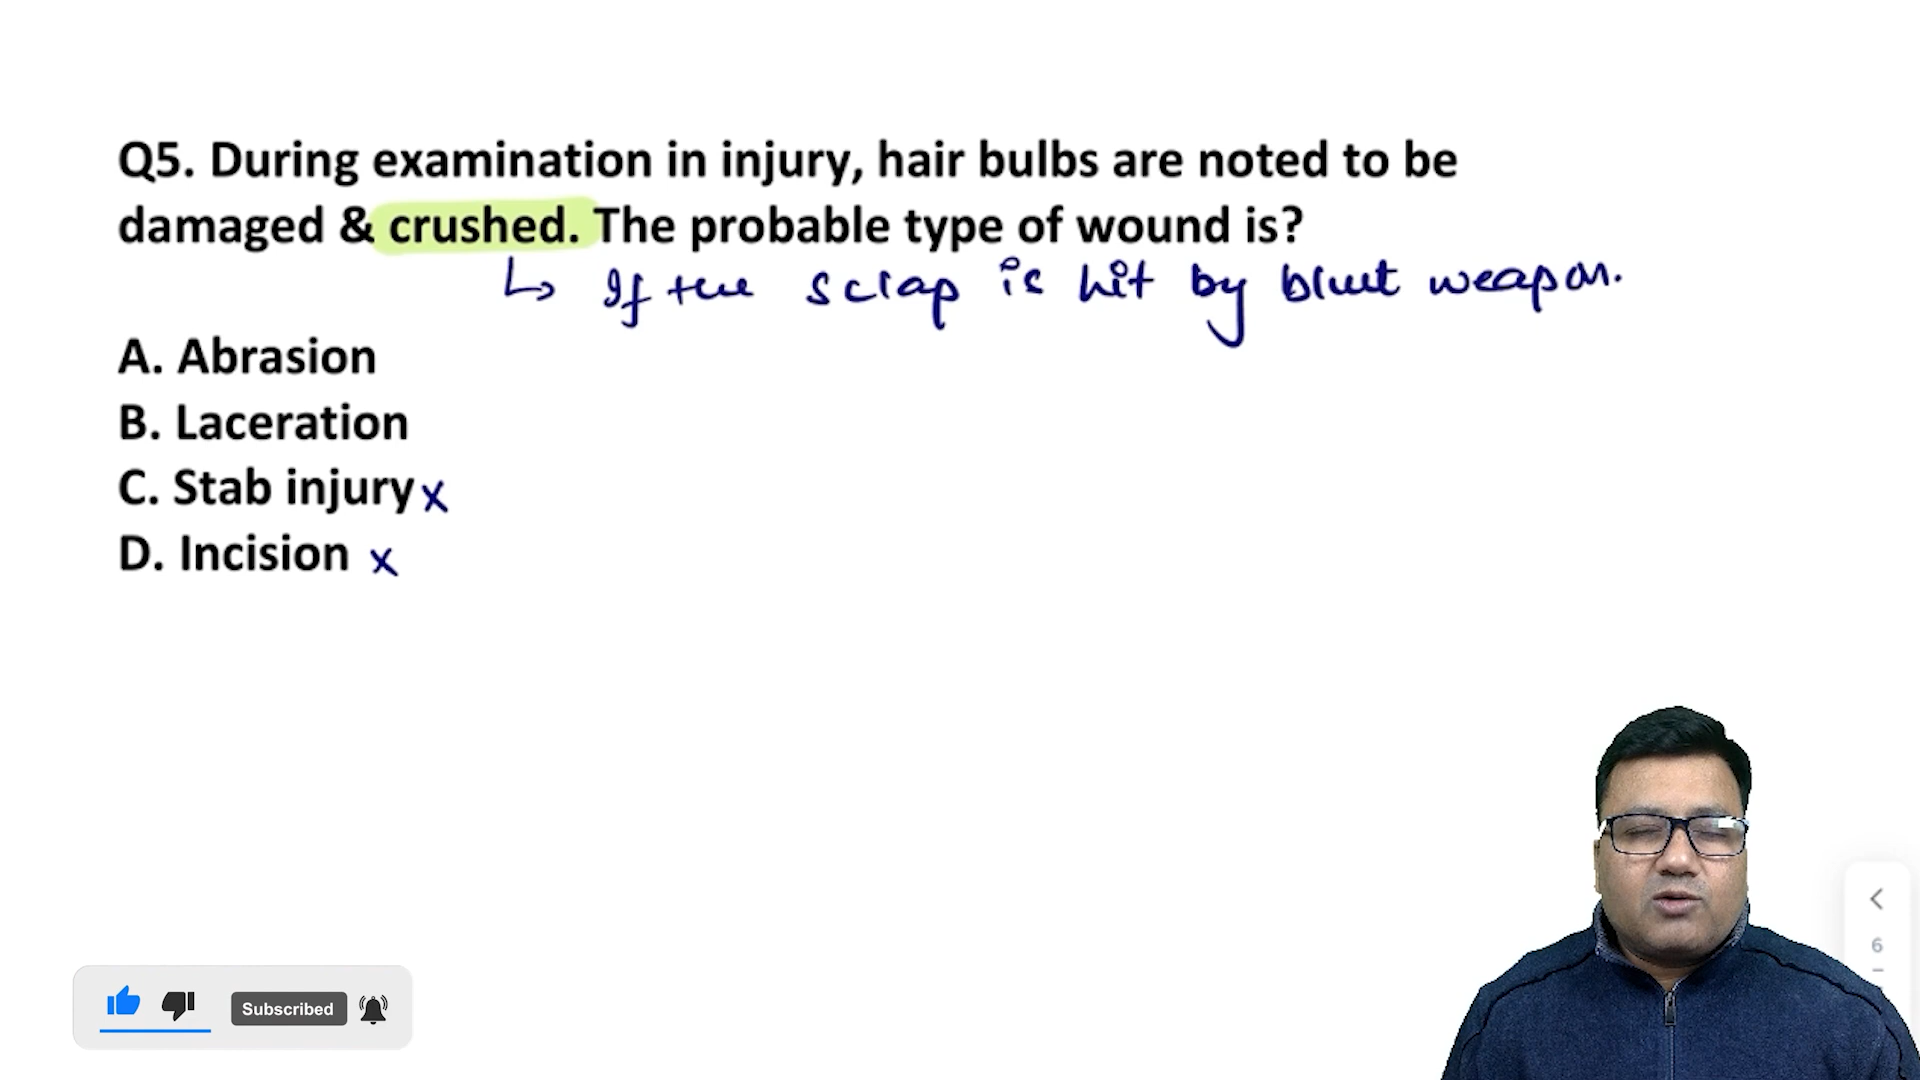 Q5. During examination in injury, hair bulbs are noted to be
damaged & crushed. The probable type of wound is?
↳ If the sclap is hit by blunt weapon.
A. Abrasion
B. Laceration
C. Stab injury x
D. Incision x
Subscribed
6